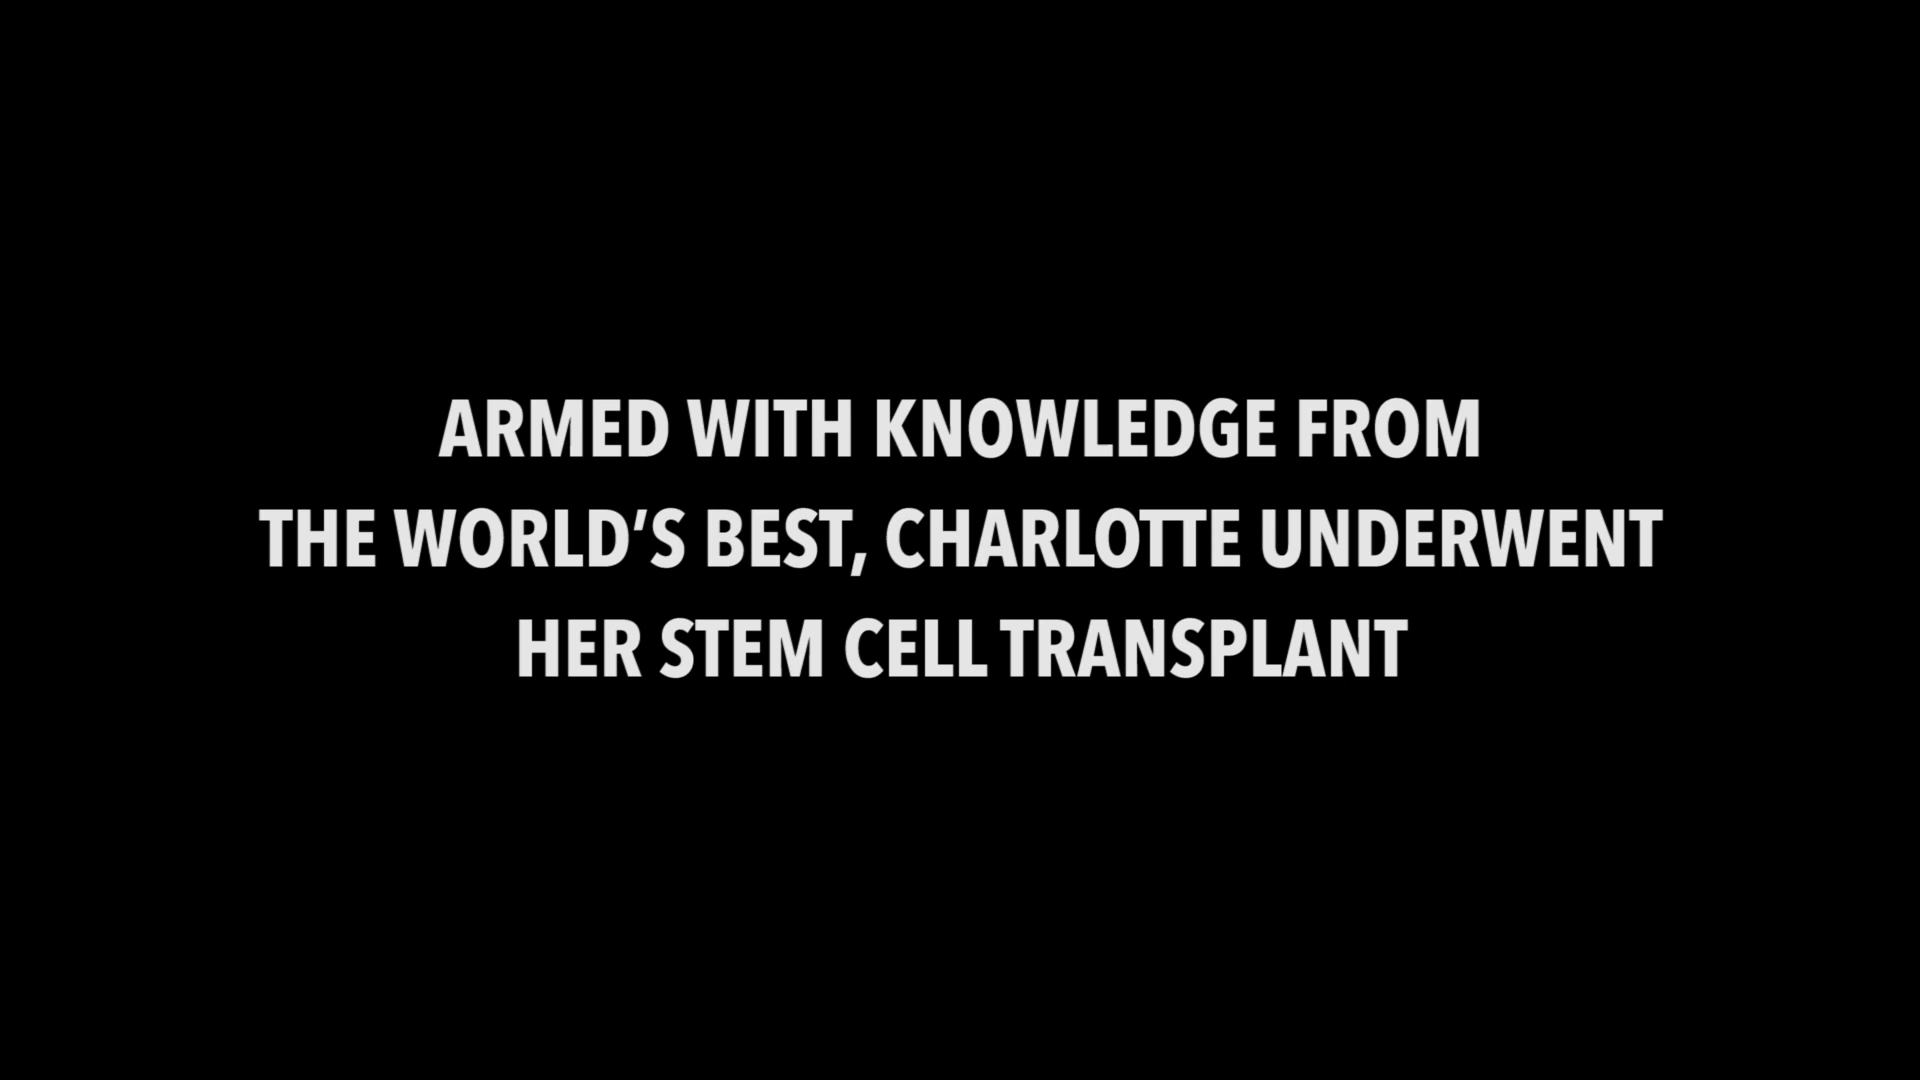 ARMED WITH KNOWLEDGE FROM
THE WORLD’S BEST, CHARLOTTE UNDERWENT
HER STEM CELL TRANSPLANT